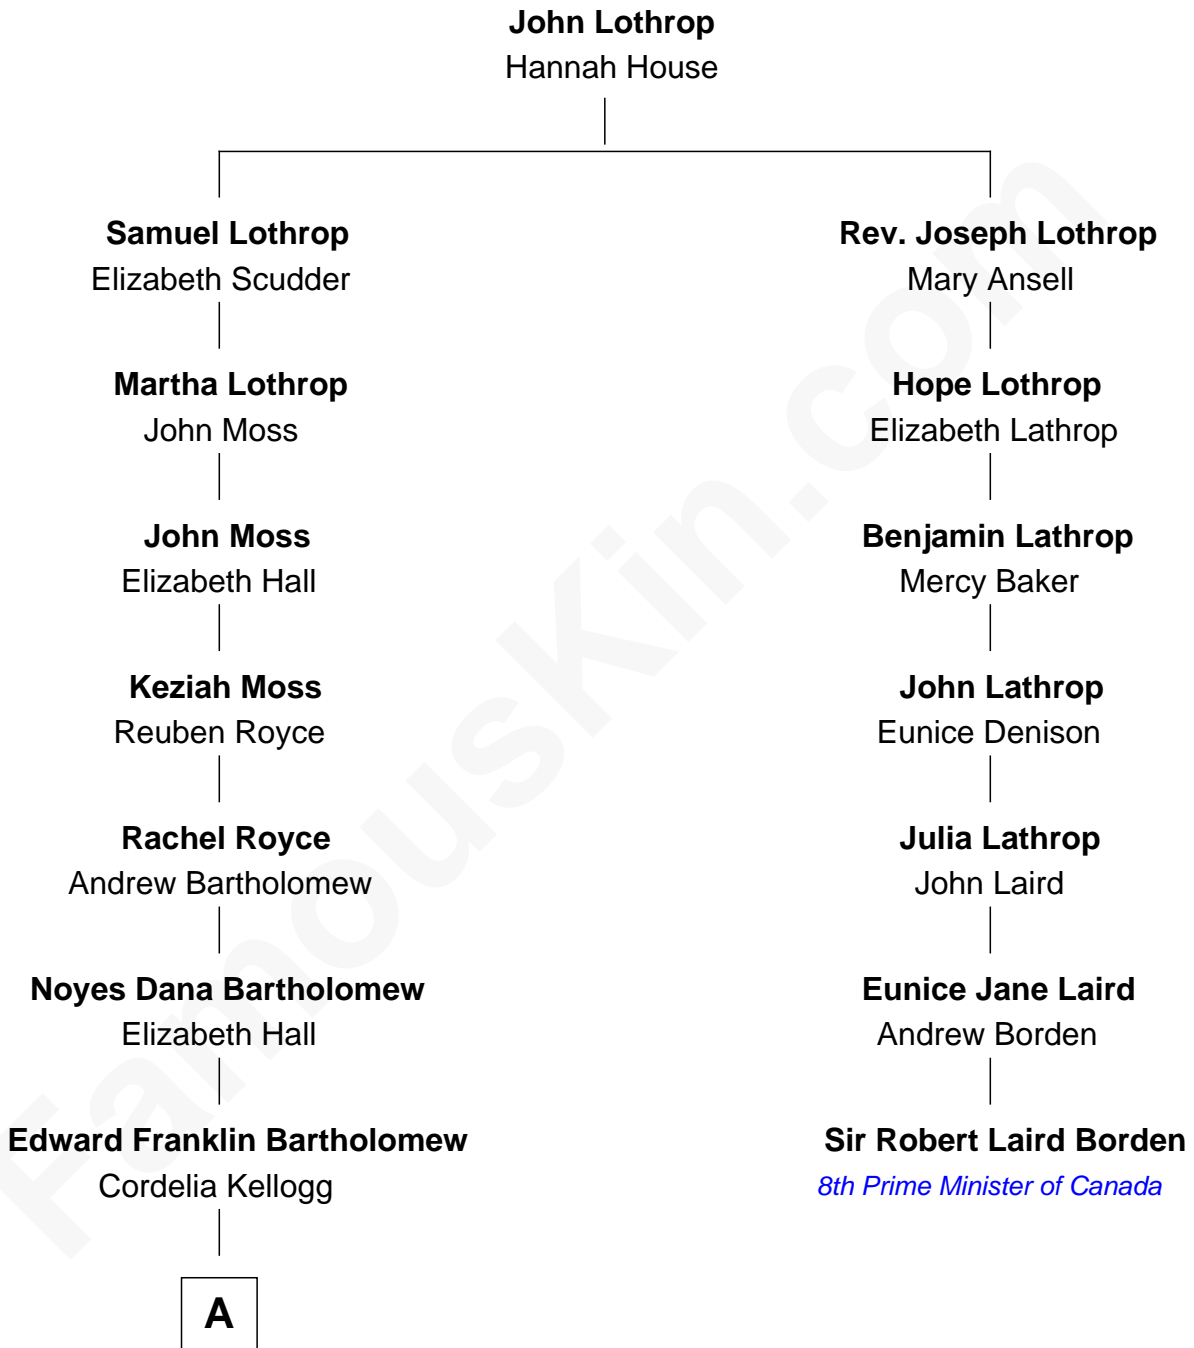 John Lothrop
Hannah House
Samuel Lothrop
Elizabeth Scudder
Rev. Joseph Lothrop
Mary Ansell
Martha Lothrop
John Moss
Hope Lothrop
Elizabeth Lathrop
John Moss
Elizabeth Hall
Benjamin Lathrop
Mercy Baker
Keziah Moss
Reuben Royce
John Lathrop
Eunice Denison
Rachel Royce
Andrew Bartholomew
Julia Lathrop
John Laird
Noyes Dana Bartholomew
Elizabeth Hall
Eunice Jane Laird
Andrew Borden
Edward Franklin Bartholomew
Cordelia Kellogg
Sir Robert Laird Borden
8th Prime Minister of Canada
A
FamousKin.com